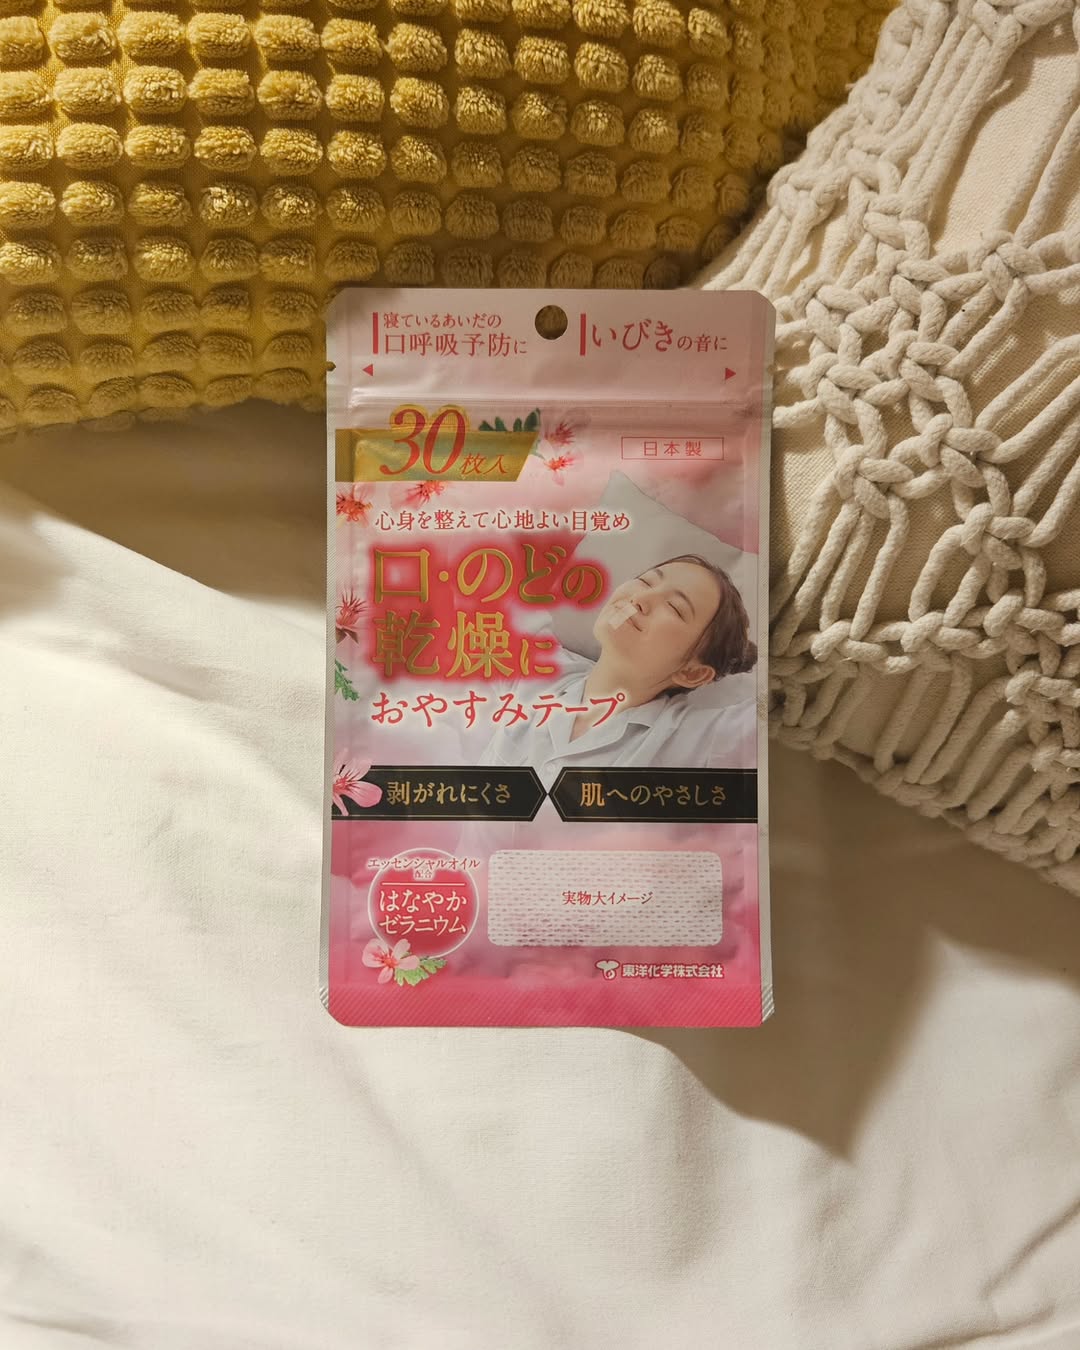 寝ているあいだの
口呼吸予防に
いびきの音に
30枚入
日本製
心身を整えて心地よい目覚め
口・のどの
乾燥に
おやすみテープ
剥がれにくさ
肌へのやさしさ
エッセンシャルオイル
配合
はなやか
ゼラニウム
実物大イメージ
東洋化学株式会社